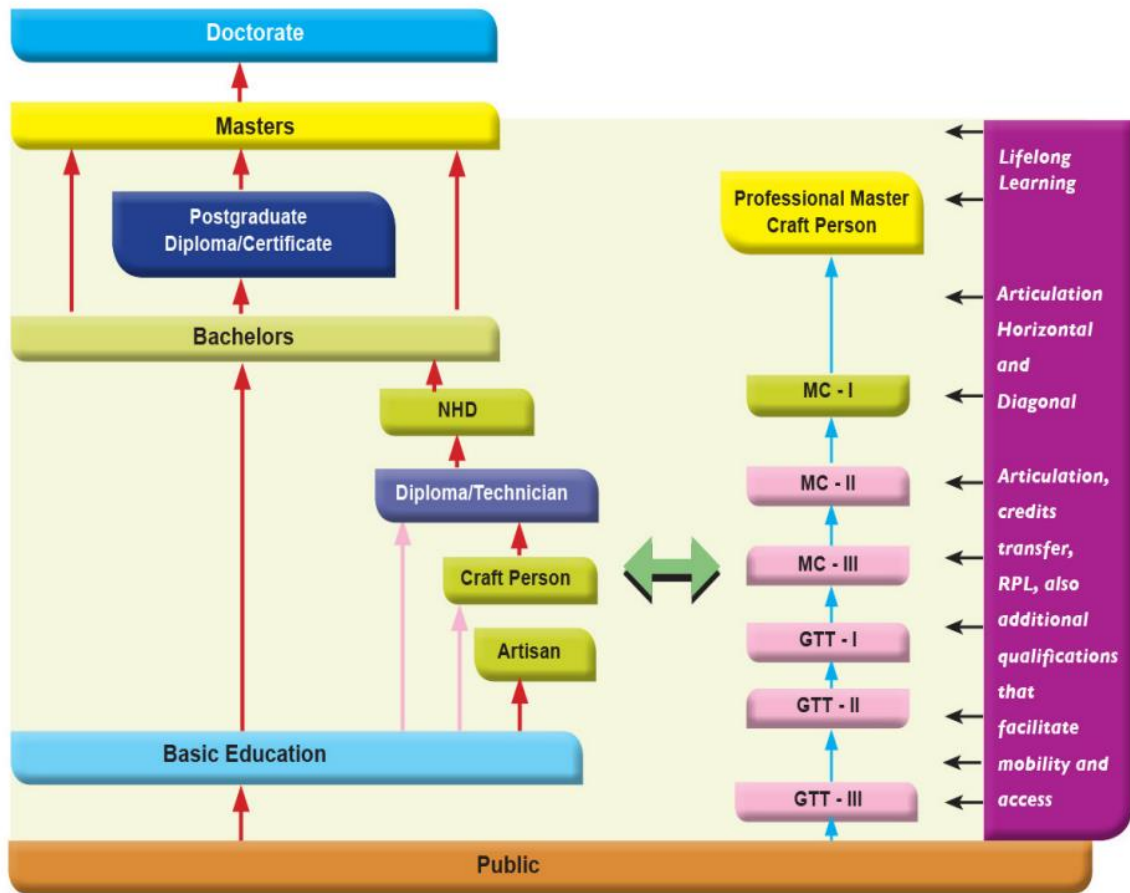 Doctorate
Masters
Postgraduate
Diploma/Certificate
Bachelors
NHD
Diploma/Technician
Craft Person
Artisan
Basic Education
Public
Professional Master
Craft Person
MC - I
MC - II
MC - III
GTT - I
GTT - II
GTT - III
Lifelong
Learning
Articulation
Horizontal
and
Diagonal
Articulation,
credits
transfer,
RPL, also
additional
qualifications
that
facilitate
mobility and
access